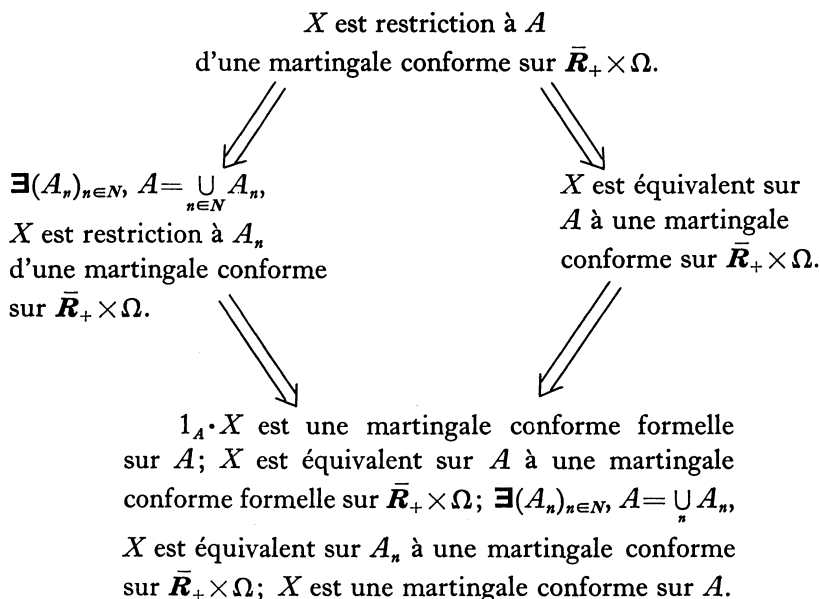 X est restriction à A
d'une martingale conforme sur R̄₊×Ω.
∃(Aₙ)ₙ∈N, A= ∪ Aₙ,
n∈N
X est restriction à Aₙ
d'une martingale conforme
sur R̄₊×Ω.
X est équivalent sur
A à une martingale
conforme sur R̄₊×Ω.
1_A·X est une martingale conforme formelle
sur A; X est équivalent sur A à une martingale
conforme formelle sur R̄₊×Ω; ∃(Aₙ)ₙ∈N, A= ∪ Aₙ,
n
X est équivalent sur Aₙ à une martingale conforme
sur R̄₊×Ω; X est une martingale conforme sur A.